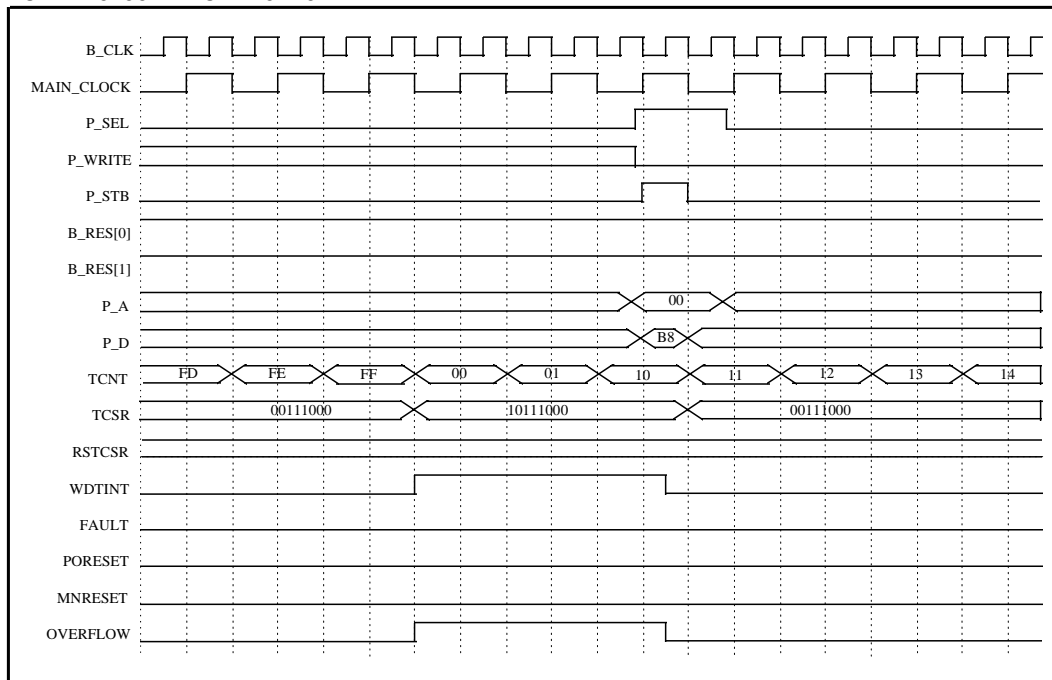 B_CLK
MAIN_CLOCK
P_SEL
P_WRITE
P_STB
B_RES[0]
B_RES[1]
P_A 00
P_D B8
TCNT FD FE FF 00 01 10 11 12 13 14
TCSR 00111000 10111000 00111000
RSTCSR
WDTINT
FAULT
PORESET
MNRESET
OVERFLOW